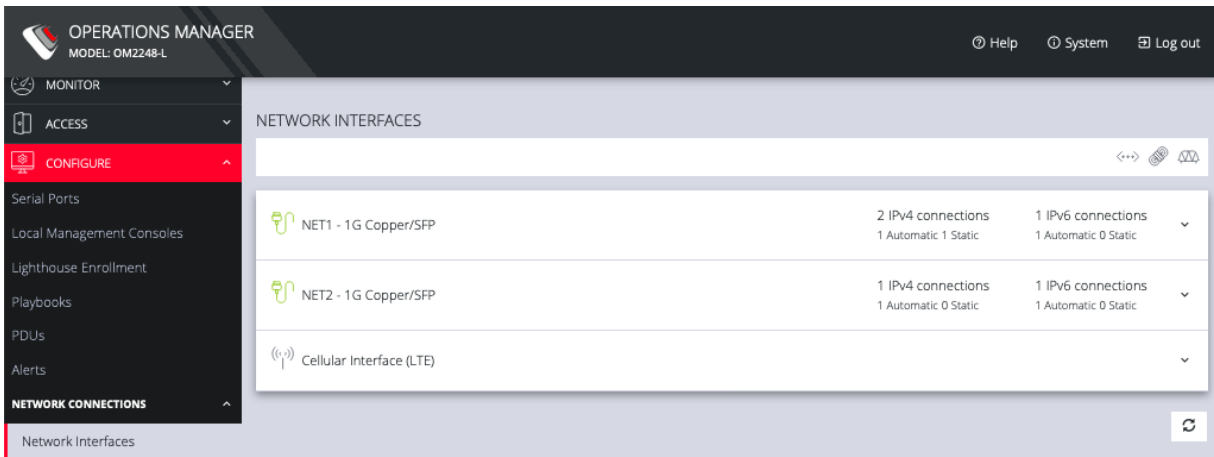 OPERATIONS MANAGER
MODEL: OM2248-L
Help
System
Log out
MONITOR
ACCESS
CONFIGURE
Serial Ports
Local Management Consoles
Lighthouse Enrollment
Playbooks
PDUs
Alerts
NETWORK CONNECTIONS
Network Interfaces
NETWORK INTERFACES
NET1 - 1G Copper/SFP
2 IPv4 connections
1 Automatic 1 Static
1 IPv6 connections
1 Automatic 0 Static
NET2 - 1G Copper/SFP
1 IPv4 connections
1 Automatic 0 Static
1 IPv6 connections
1 Automatic 0 Static
Cellular Interface (LTE)